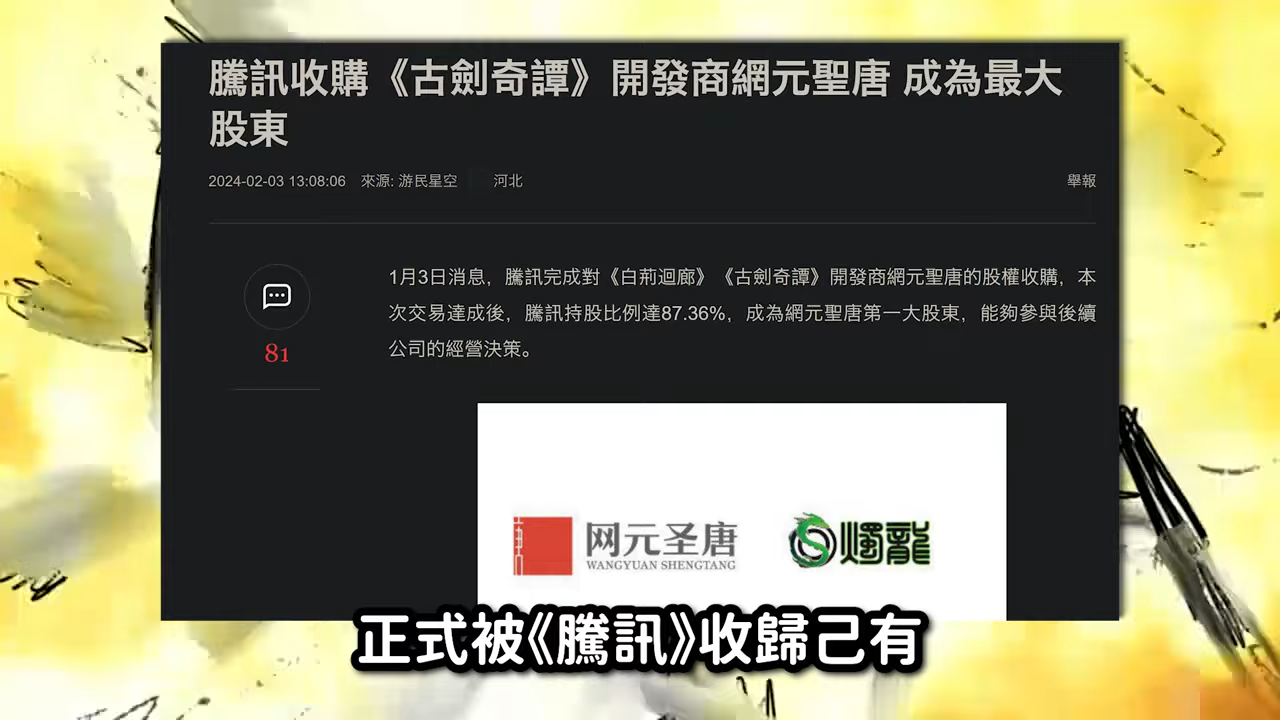 騰訊收購《古劍奇譚》開發商網元聖唐 成為最大
股東
2024-02-03 13:08:06 來源: 游民星空 河北 舉報
81
1月3日消息，騰訊完成對《白荊迴廊》《古劍奇譚》開發商網元聖唐的股權收購，本
次交易達成後，騰訊持股比例達87.36%，成為網元聖唐第一大股東，能夠參與後續
公司的經營決策。
网元圣唐
WANGYUAN SHENGTANG
燭龍
正式被《騰訊》收歸己有